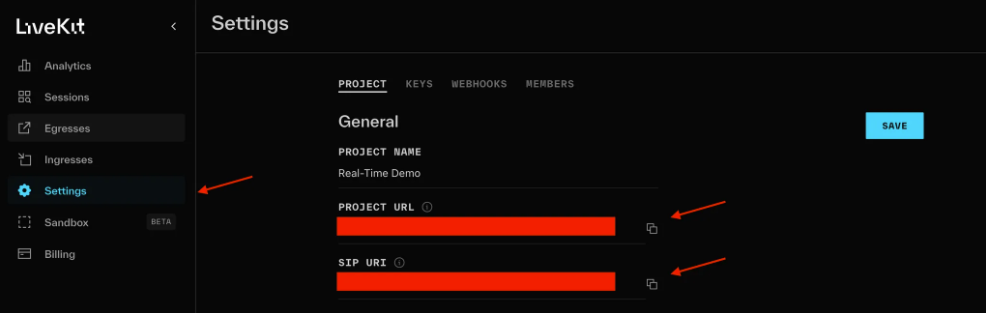 LiveKit
Analytics
Sessions
Egresses
Ingresses
Settings
Sandbox BETA
Billing
Settings
PROJECT KEYS WEBHOOKS MEMBERS
General
SAVE
PROJECT NAME
Real-Time Demo
PROJECT URL
SIP URI